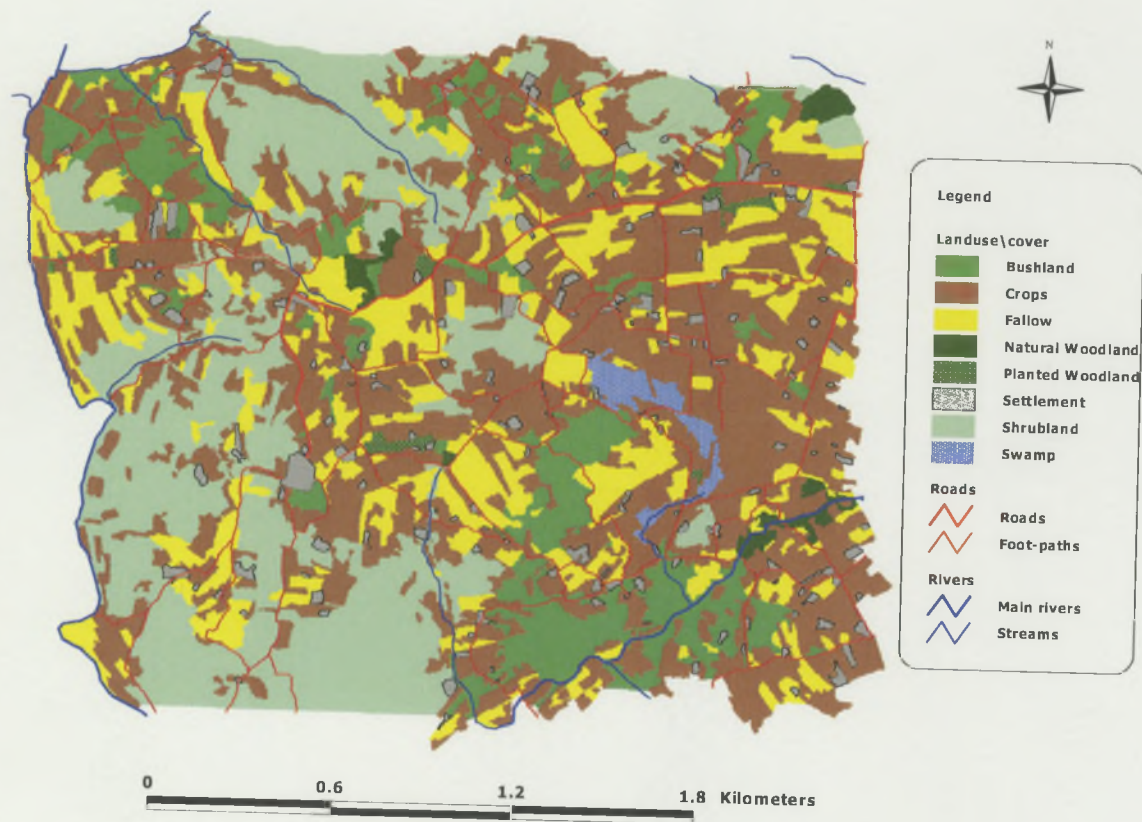 N
Legend
Landuse\cover
Bushland
Crops
Fallow
Natural Woodland
Planted Woodland
Settlement
Shrubland
Swamp
Roads
Roads
Foot-paths
Rivers
Main rivers
Streams
0 0.6 1.2 1.8 Kilometers